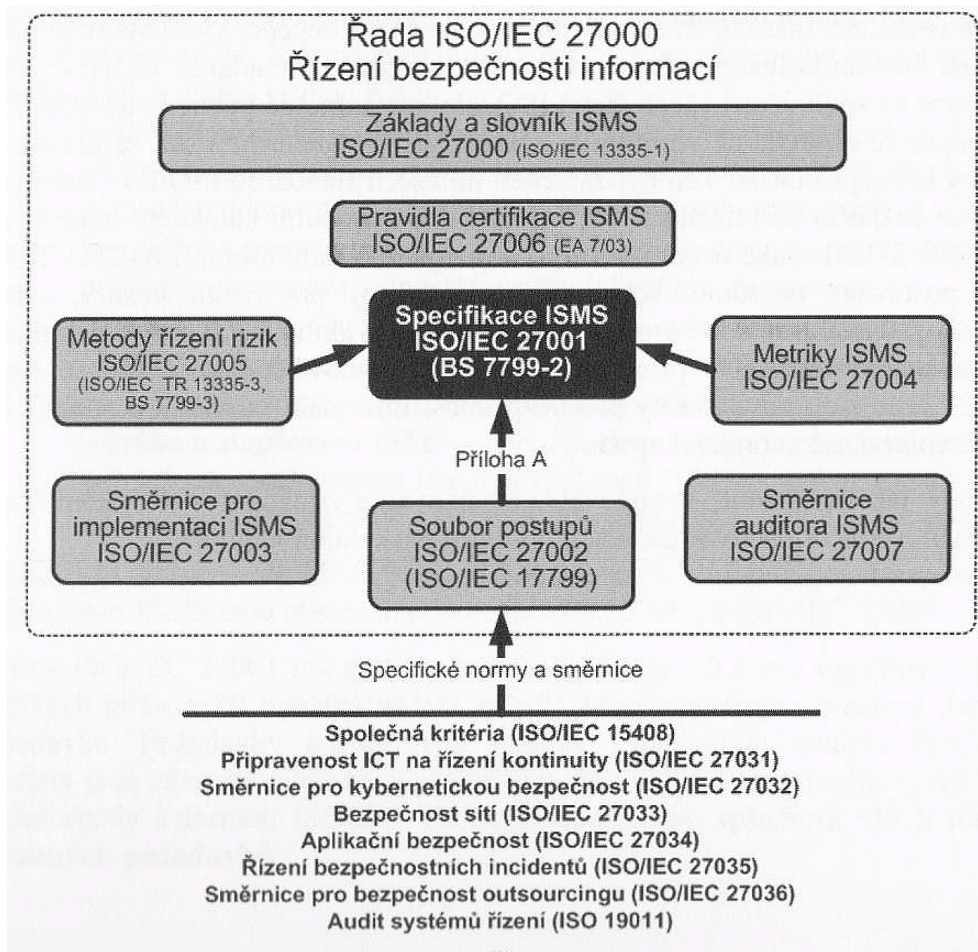 Řada ISO/IEC 27000
Řízení bezpečnosti informací
Základy a slovník ISMS
ISO/IEC 27000 (ISO/IEC 13335-1)
Pravidla certifikace ISMS
ISO/IEC 27006 (EA 7/03)
Metody řízení rizik
ISO/IEC 27005
(ISO/IEC TR 13335-3,
BS 7799-3)
Specifikace ISMS
ISO/IEC 27001
(BS 7799-2)
Metriky ISMS
ISO/IEC 27004
Příloha A
Směrnice pro
implementaci ISMS
ISO/IEC 27003
Soubor postupů
ISO/IEC 27002
(ISO/IEC 17799)
Směrnice
auditora ISMS
ISO/IEC 27007
Specifické normy a směrnice
Společná kritéria (ISO/IEC 15408)
Připravenost ICT na řízení kontinuity (ISO/IEC 27031)
Směrnice pro kybernetickou bezpečnost (ISO/IEC 27032)
Bezpečnost sítí (ISO/IEC 27033)
Aplikační bezpečnost (ISO/IEC 27034)
Řízení bezpečnostních incidentů (ISO/IEC 27035)
Směrnice pro bezpečnost outsourcingu (ISO/IEC 27036)
Audit systémů řízení (ISO 19011)